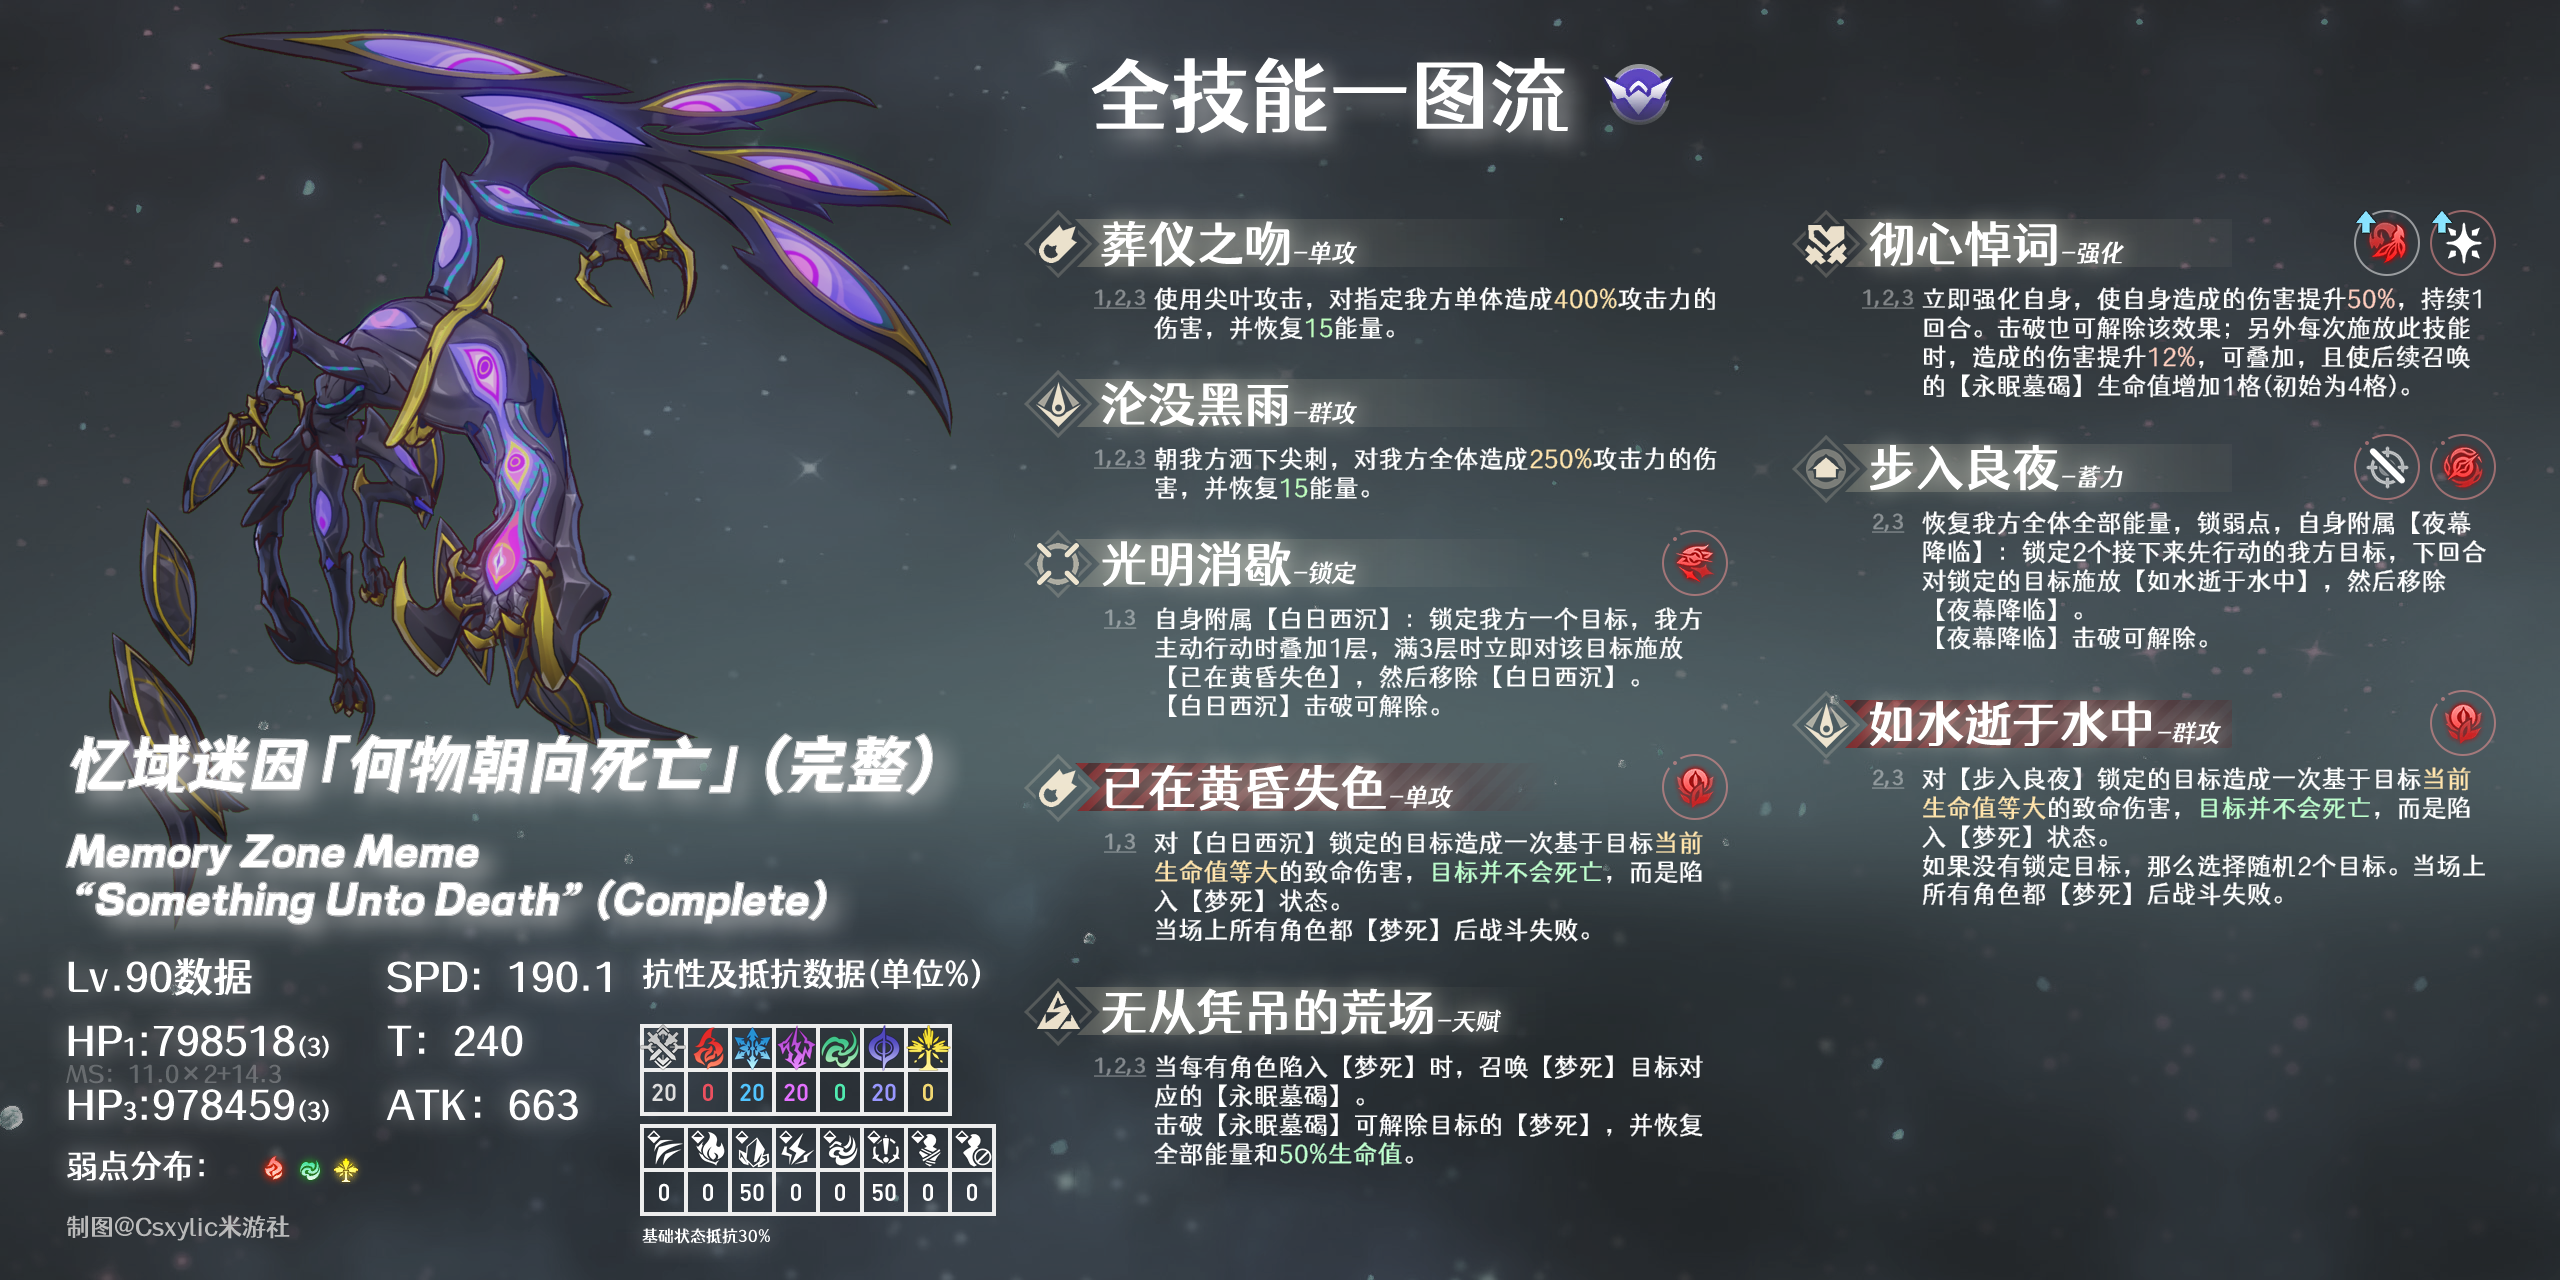 全技能一图流
忆域迷因「何物朝向死亡」(完整)
Memory Zone Meme
“Something Unto Death” (Complete)
Lv.90数据
SPD: 190.1
HP1:798518(3)
T: 240
MS: 11.0×2+14.3
HP3:978459(3)
ATK: 663
弱点分布:
制图@Csxylic米游社
抗性及抵抗数据(单位%)
20 0 20 20 0 20 0
0 0 50 0 0 50 0 0
基础状态抵抗30%
葬仪之吻-单攻
1,2,3 使用尖叶攻击，对指定我方单体造成400%攻击力的
伤害，并恢复15能量。
沦没黑雨-群攻
1,2,3 朝我方洒下尖刺，对我方全体造成250%攻击力的伤
害，并恢复15能量。
光明消歇-锁定
1,3 自身附属【白日西沉】: 锁定我方一个目标，我方
主动行动时叠加1层，满3层时立即对该目标施放
【已在黄昏失色】, 然后移除【白日西沉】。
【白日西沉】击破可解除。
已在黄昏失色-单攻
1,3 对【白日西沉】锁定的目标造成一次基于目标当前
生命值等大的致命伤害，目标并不会死亡，而是陷
入【梦死】状态。
当场上所有角色都【梦死】后战斗失败。
无从凭吊的荒场-天赋
1,2,3 当每有角色陷入【梦死】时，召唤【梦死】目标对
应的【永眠墓碣】。
击破【永眠墓碣】可解除目标的【梦死】, 并恢复
全部能量和50%生命值。
彻心悼词-强化
1,2,3 立即强化自身，使自身造成的伤害提升50%，持续1
回合。击破也可解除该效果；另外每次施放此技能
时，造成的伤害提升12%，可叠加，且使后续召唤
的【永眠墓碣】生命值增加1格(初始为4格)。
步入良夜-蓄力
2,3 恢复我方全体全部能量，锁弱点，自身附属【夜幕
降临】: 锁定2个接下来先行动的我方目标，下回合
对锁定的目标施放【如水逝于水中】, 然后移除
【夜幕降临】。
【夜幕降临】击破可解除。
如水逝于水中-群攻
2,3 对【步入良夜】锁定的目标造成一次基于目标当前
生命值等大的致命伤害，目标并不会死亡，而是陷
入【梦死】状态。
如果没有锁定目标，那么选择随机2个目标。当场上
所有角色都【梦死】后战斗失败。